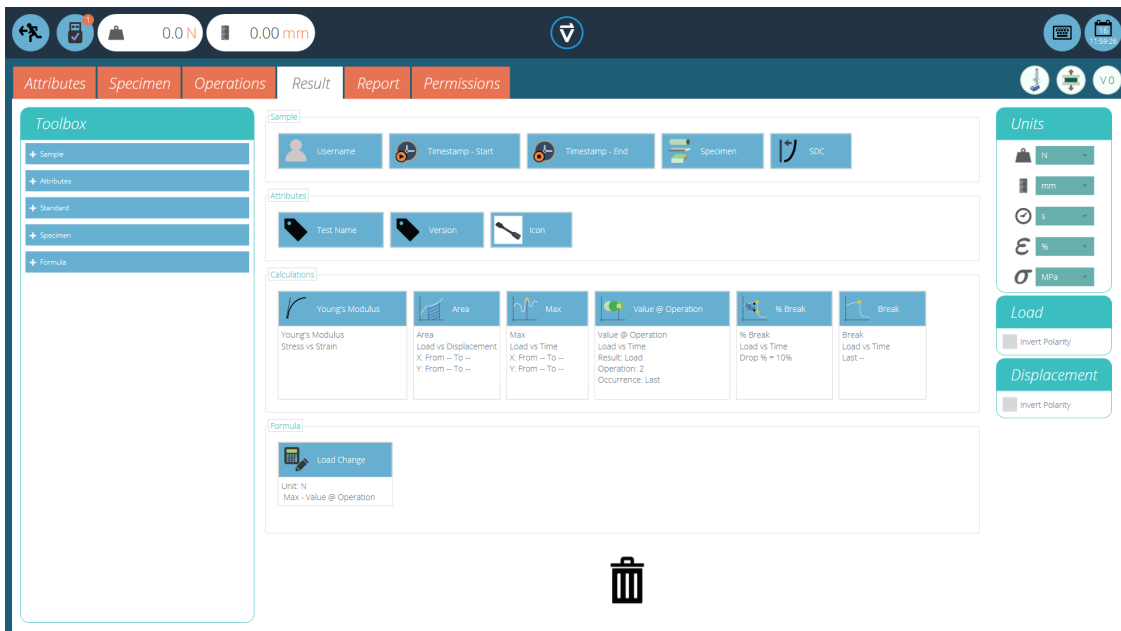 1
0.0 N
0.00 mm
16
11:59:26
Attributes
Specimen
Operations
Result
Report
Permissions
V 0
Toolbox
+ Sample
+ Attributes
+ Standard
+ Specimen
+ Formula
Sample
Username
Timestamp - Start
Timestamp - End
Specimen
SDC
Attributes
Test Name
Version
Icon
Calculations
Young's Modulus
Young's Modulus
Stress vs Strain
Area
Area
Load vs Displacement
X: From -- To --
Y: From -- To --
Max
Max
Load vs Time
X: From -- To --
Y: From -- To --
Value @ Operation
Value @ Operation
Load vs Time
Result: Load
Operation: 2
Occurrence: Last
% Break
% Break
Load vs Time
Drop % = 10%
Break
Break
Load vs Time
Last --
Formula
Load Change
Unit: N
Max - Value @ Operation
Units
N
mm
s
ε %
σ MPa
Load
Invert Polarity
Displacement
Invert Polarity